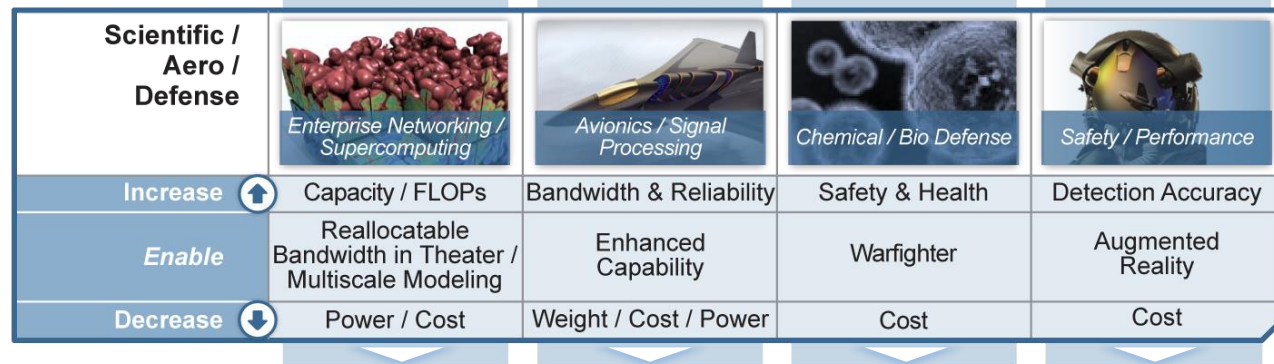 Scientific /
Aero /
Defense
Enterprise Networking /
Supercomputing
Avionics / Signal
Processing
Chemical / Bio Defense
Safety / Performance
Increase
Capacity / FLOPs
Bandwidth & Reliability
Safety & Health
Detection Accuracy
Enable
Reallocatable
Bandwidth in Theater /
Multiscale Modeling
Enhanced
Capability
Warfighter
Augmented
Reality
Decrease
Power / Cost
Weight / Cost / Power
Cost
Cost